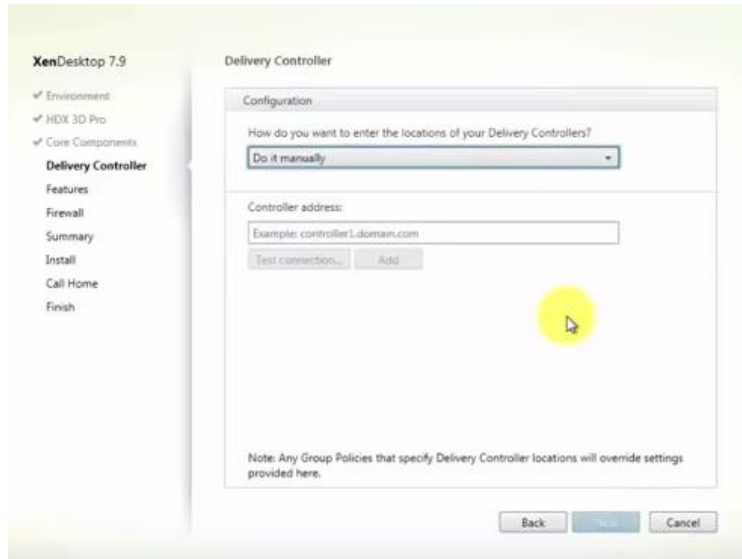 XenDesktop 7.9
Environment
HDX 3D Pro
Core Components
Delivery Controller
Features
Firewall
Summary
Install
Call Home
Finish
Delivery Controller
Configuration
How do you want to enter the locations of your Delivery Controllers?
Do it manually
Controller address:
Example: controller1.domain.com
Test connection... Add
Note: Any Group Policies that specify Delivery Controller locations will override settings
provided here.
Back Next Cancel